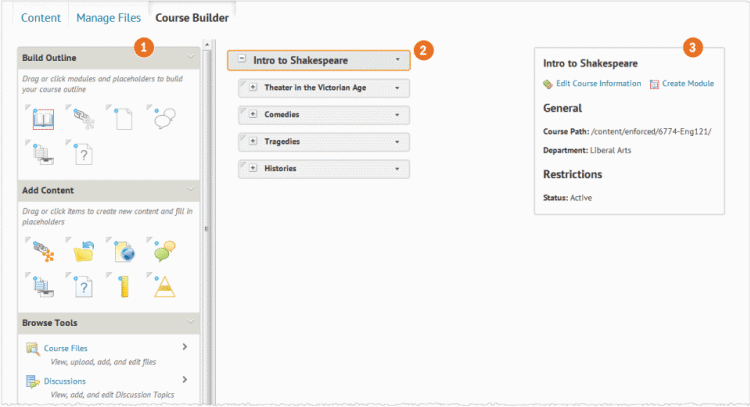 Content Manage Files Course Builder
1
2
3
Build Outline
Drag or click modules and placeholders to build
your course outline
?
Add Content
Drag or click items to create new content and fill in
placeholders
?
Browse Tools
Course Files
View, upload, add, and edit files
Discussions
View, add, and edit Discussion Topics
Intro to Shakespeare
Theater in the Victorian Age
Comedies
Tragedies
Histories
Intro to Shakespeare
Edit Course Information Create Module
General
Course Path: /content/enforced/6774-Eng121/
Department: Liberal Arts
Restrictions
Status: Active